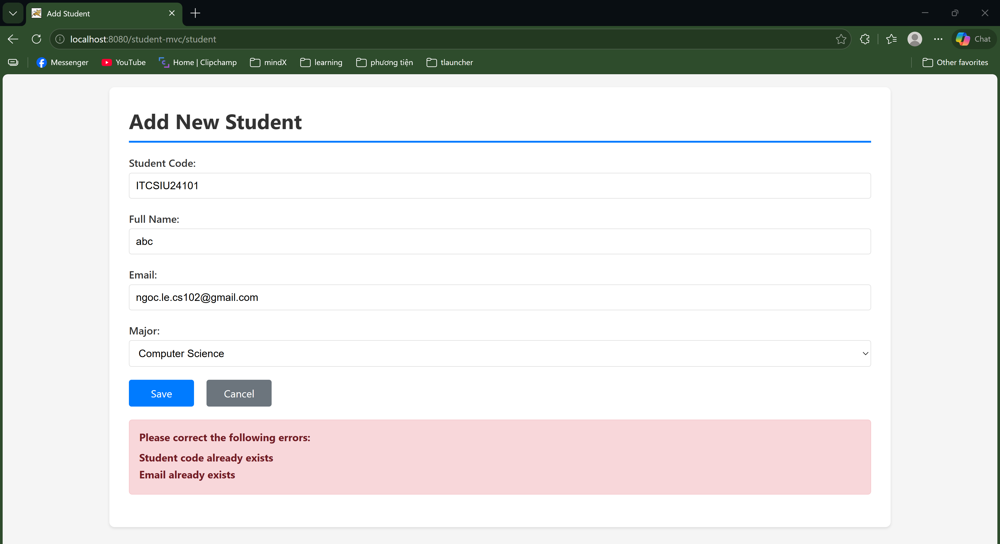 Add Student
localhost:8080/student-mvc/student
Chat
Messenger
YouTube
Home | Clipchamp
mindX
learning
phương tiện
tlauncher
Other favorites
Add New Student
Student Code:
ITCSIU24101
Full Name:
abc
Email:
ngoc.le.cs102@gmail.com
Major:
Computer Science
Save
Cancel
Please correct the following errors:
Student code already exists
Email already exists